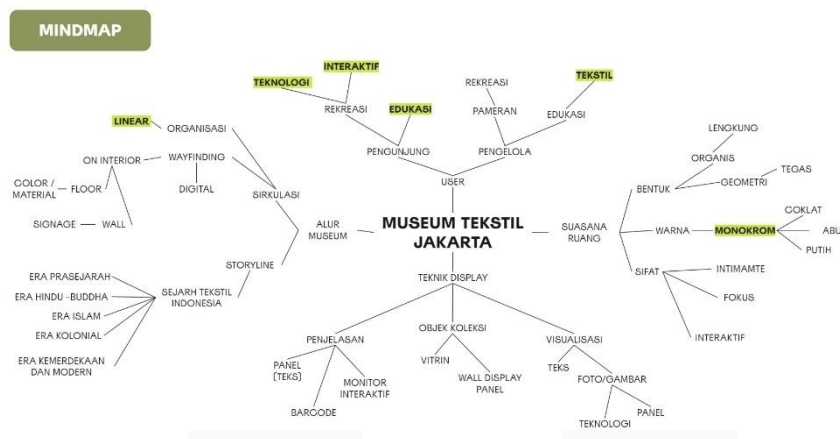 MINDMAP
TEKNOLOGI
INTERAKTIF
REKREASI
EDUKASI
PENGUNJUNG
REKREASI
PAMERAN
TEKSTIL
EDUKASI
PENGELOLA
USER
LINEAR
ORGANISASI
ON INTERIOR
WAYFINDING
COLOR /
MATERIAL
FLOOR
DIGITAL
SIGNAGE
WALL
SIRKULASI
ALUR
MUSEUM
STORYLINE
SEJARH TEKSTIL
INDONESIA
ERA PRASEJARAH
ERA HINDU -BUDDHA
ERA ISLAM
ERA KOLONIAL
ERA KEMERDEKAAN
DAN MODERN
MUSEUM TEKSTIL
JAKARTA
SUASANA
RUANG
BENTUK
ORGANIS
LENGKUNG
GEOMETRI
TEGAS
WARNA
MONOKROM
COKLAT
ABU
PUTIH
SIFAT
INTIMAMTE
FOKUS
INTERAKTIF
TEKNIK DISPLAY
PENJELASAN
PANEL
(TEKS)
BARCODE
MONITOR
INTERAKTIF
OBJEK KOLEKSI
VITRIN
WALL DISPLAY
PANEL
VISUALISASI
TEKS
FOTO/GAMBAR
TEKNOLOGI
PANEL